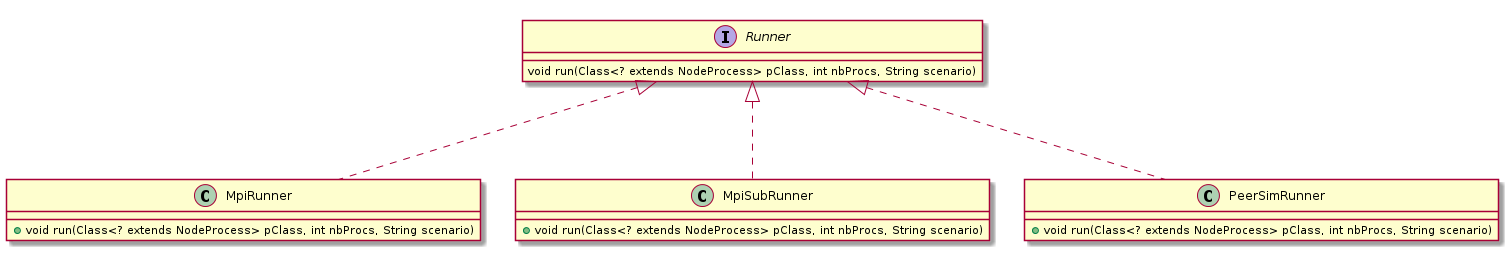 I Runner
void run(Class<? extends NodeProcess> pClass, int nbProcs, String scenario)
C MpiRunner
void run(Class<? extends NodeProcess> pClass, int nbProcs, String scenario)
C MpiSubRunner
void run(Class<? extends NodeProcess> pClass, int nbProcs, String scenario)
C PeerSimRunner
void run(Class<? extends NodeProcess> pClass, int nbProcs, String scenario)